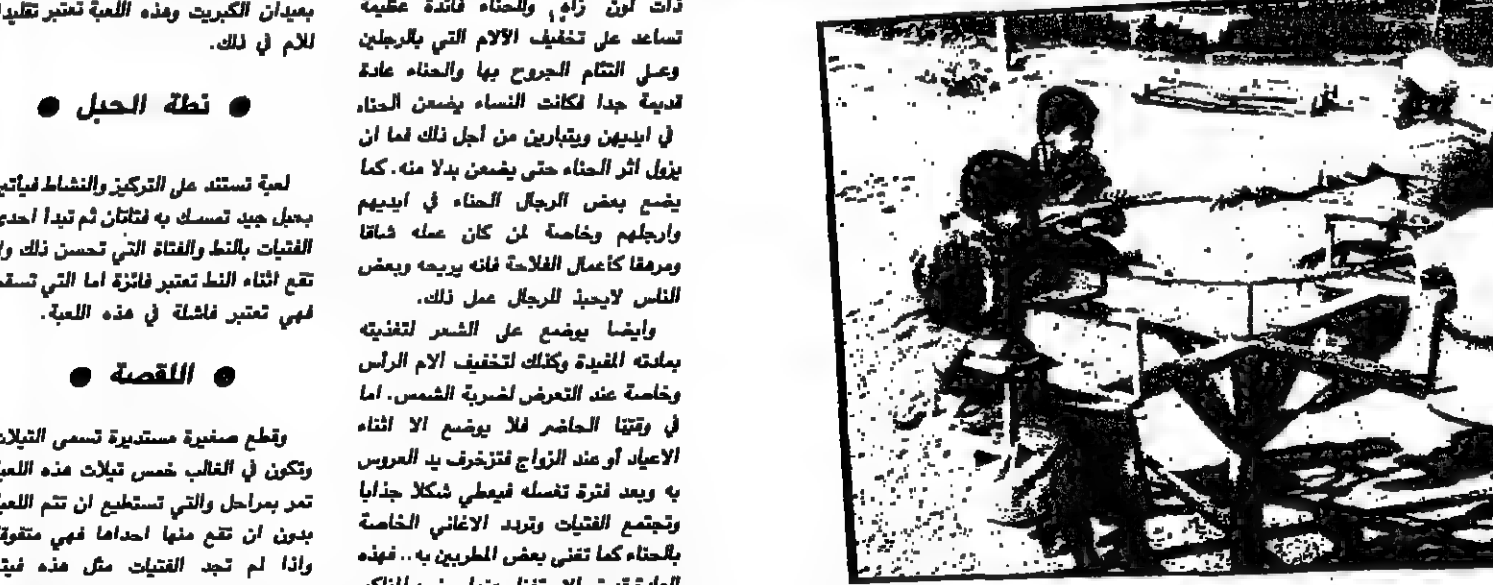 ذات لون زاهٍ، وللحناء فائدة عظيمة
تساعد على تخفيف الآلام التي بالرجلين
وعلى التئام الجروح بها والحناء عادة
قديمة جدا فكانت النساء يضعن الحناء
في ايديهن ويتبارين من أجل ذلك فما ان
يزول اثر الحناء حتى يضعن بدلا منه. كما
يضع بعض الرجال الحناء في ايديهم
وارجلهم وخاصة لمن كان عمله شاقا
ومرهقا كأعمال الفلاحة فانه يريحه وبعض
الناس لايحبذ للرجال عمل ذلك.
وايضا يوضع على الشعر لتغذيته
بمادته المفيدة وكذلك لتخفيف الام الرأس
وخاصة عند التعرض لضربة الشمس. اما
في وقتنا الحاضر فلا يوضع الا اثناء
الاعياد أو عند الزواج فتزخرف يد العروس
به وبعد فترة تغسله فيعطي شكلا جذابا
وتجتمع الفتيات وتردد الاغاني الخاصة
بالحناء كما تغنى بعض المطربين به.. فهذه
بعيدان الكبريت وهذه اللعبة تعتبر تقليدا
للام في ذلك.
● نطة الحبل ●
لعبة تستند على التركيز والنشاط فيأتين
بحبل جيد تمسك به فتاتان ثم تبدأ احدى
الفتيات بالنط والفتاة التي تحسن ذلك ولا
تقع اثناء النط تعتبر فائزة اما التي تسقط
فهي تعتبر فاشلة في هذه اللعبة.
● اللقصة ●
وقطع صغيرة مستديرة تسمى التيلات
وتكون في الغالب خمس تيلات هذه اللعبة
تمر بمراحل والتي تستطيع ان تتم اللعبة
بدون ان تقع منها احداها فهي متفوقة
واذا لم تجد الفتيات مثل هذه